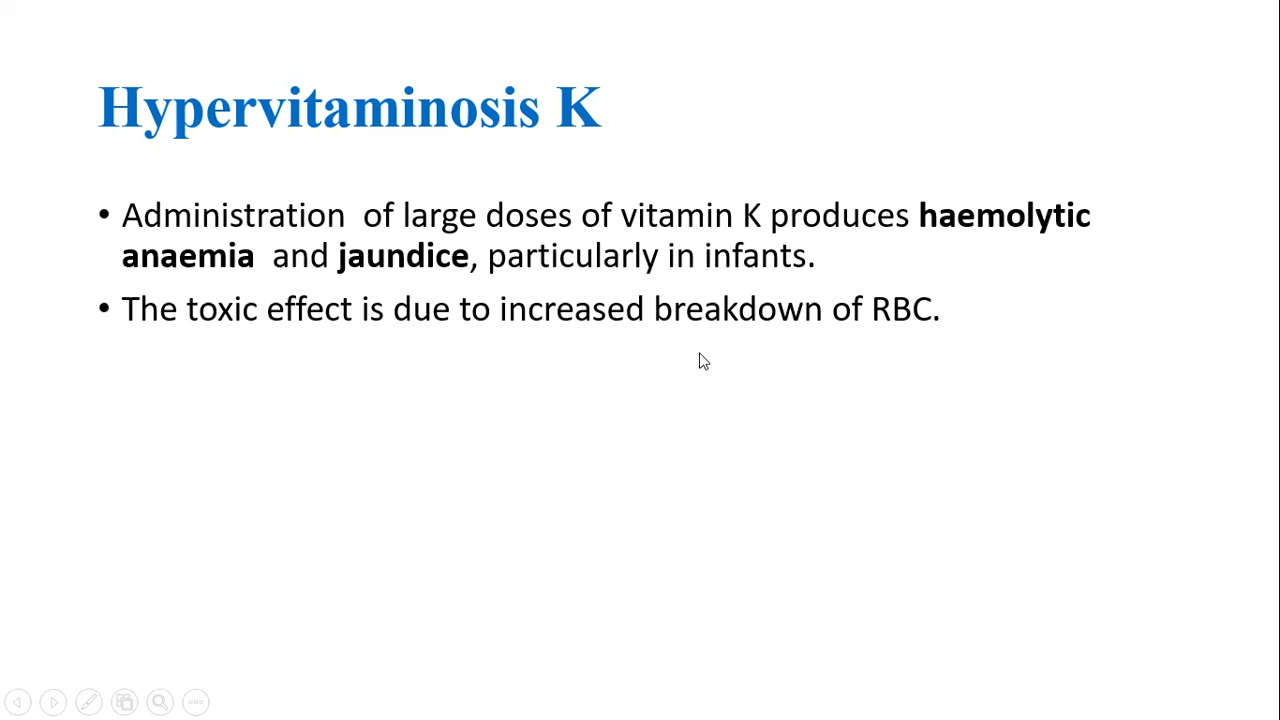 Hypervitaminosis K
• Administration  of large doses of vitamin K produces haemolytic
anaemia  and jaundice, particularly in infants.
• The toxic effect is due to increased breakdown of RBC.